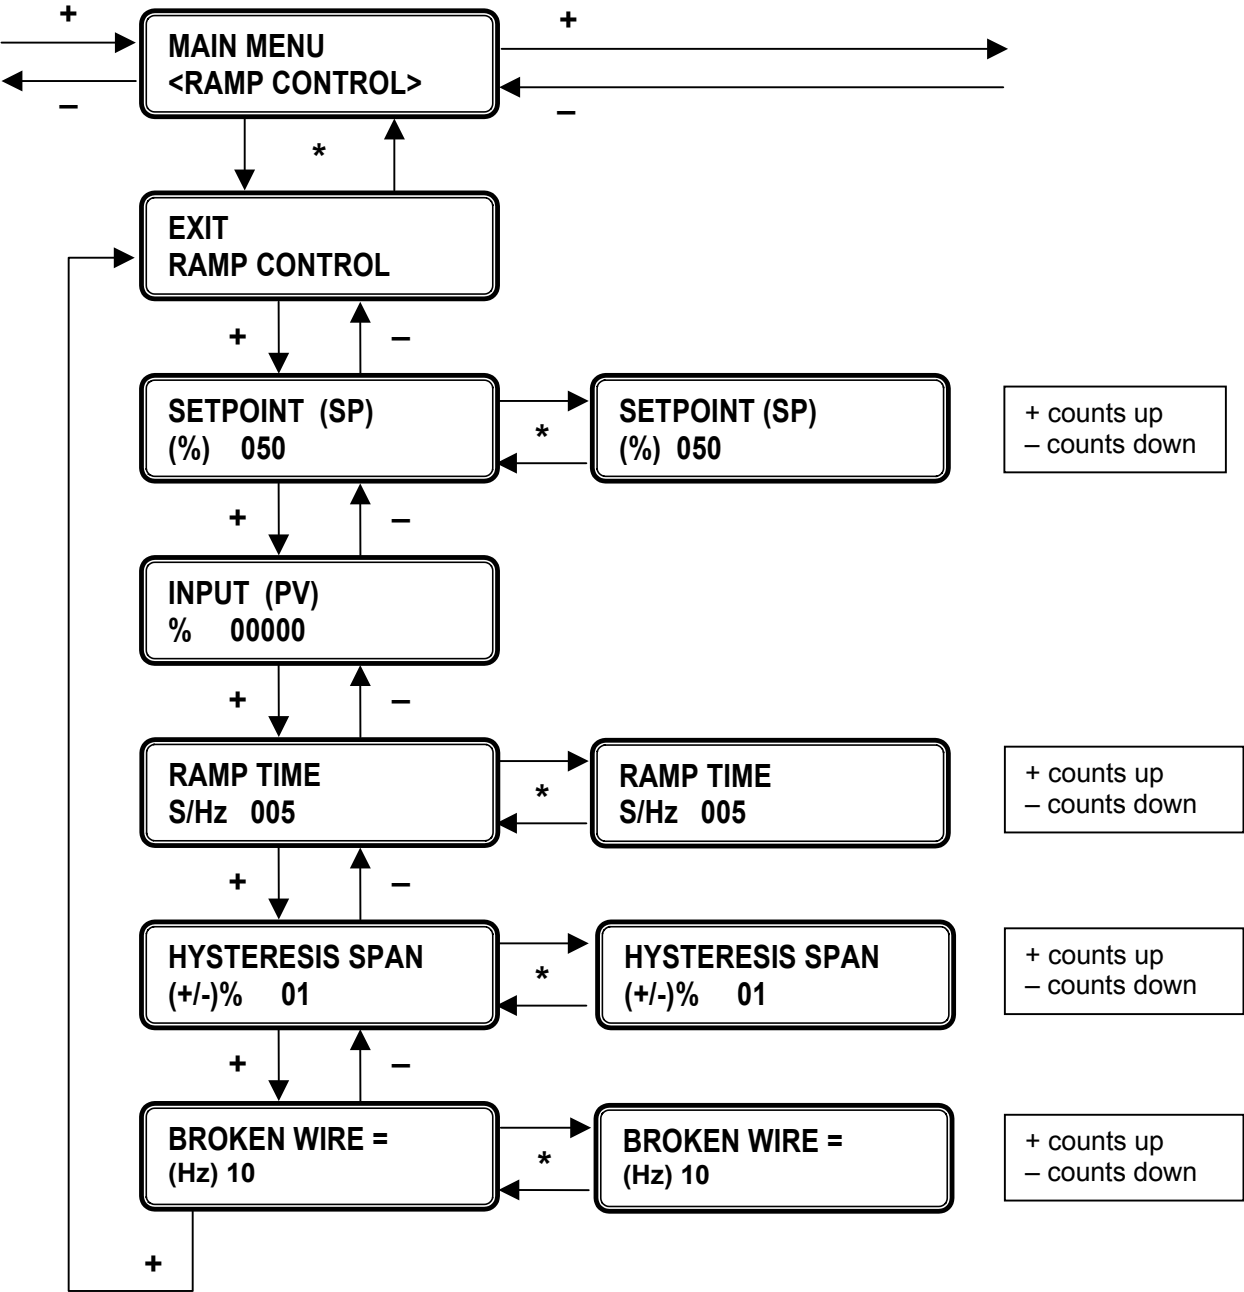 +
+
MAIN MENU
<RAMP CONTROL>
–
–
*
EXIT
RAMP CONTROL
+
–
SETPOINT (SP)
(%) 050
*
SETPOINT (SP)
(%) 050
+ counts up
– counts down
+
–
INPUT (PV)
% 00000
+
–
RAMP TIME
S/Hz 005
*
RAMP TIME
S/Hz 005
+ counts up
– counts down
+
–
HYSTERESIS SPAN
(+/-)% 01
*
HYSTERESIS SPAN
(+/-)% 01
+ counts up
– counts down
+
–
BROKEN WIRE =
(Hz) 10
*
BROKEN WIRE =
(Hz) 10
+ counts up
– counts down
+